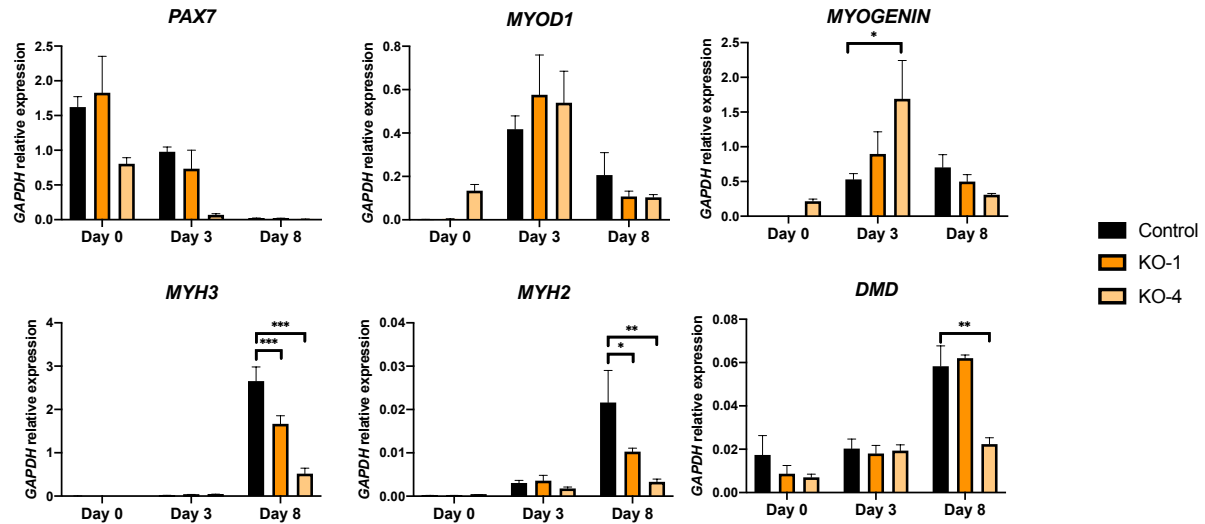 PAX7
GAPDH relative expression
2.5
2.0
1.5
1.0
0.5
0.0
Day 0 Day 3 Day 8
MYOD1
GAPDH relative expression
0.8
0.6
0.4
0.2
0.0
Day 0 Day 3 Day 8
MYOGENIN
GAPDH relative expression
2.5
2.0
1.5
1.0
0.5
0.0
*
Day 0 Day 3 Day 8
Control
KO-1
KO-4
MYH3
GAPDH relative expression
4
3
2
1
0
***
***
Day 0 Day 3 Day 8
MYH2
GAPDH relative expression
0.04
0.03
0.02
0.01
0.00
**
*
Day 0 Day 3 Day 8
DMD
GAPDH relative expression
0.08
0.06
0.04
0.02
0.00
**
Day 0 Day 3 Day 8